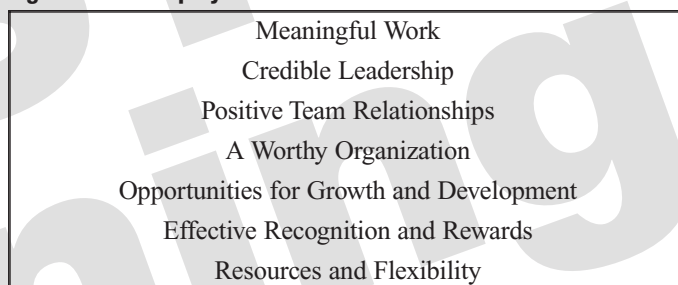 Meaningful Work
Credible Leadership
Positive Team Relationships
A Worthy Organization
Opportunities for Growth and Development
Effective Recognition and Rewards
Resources and Flexibility